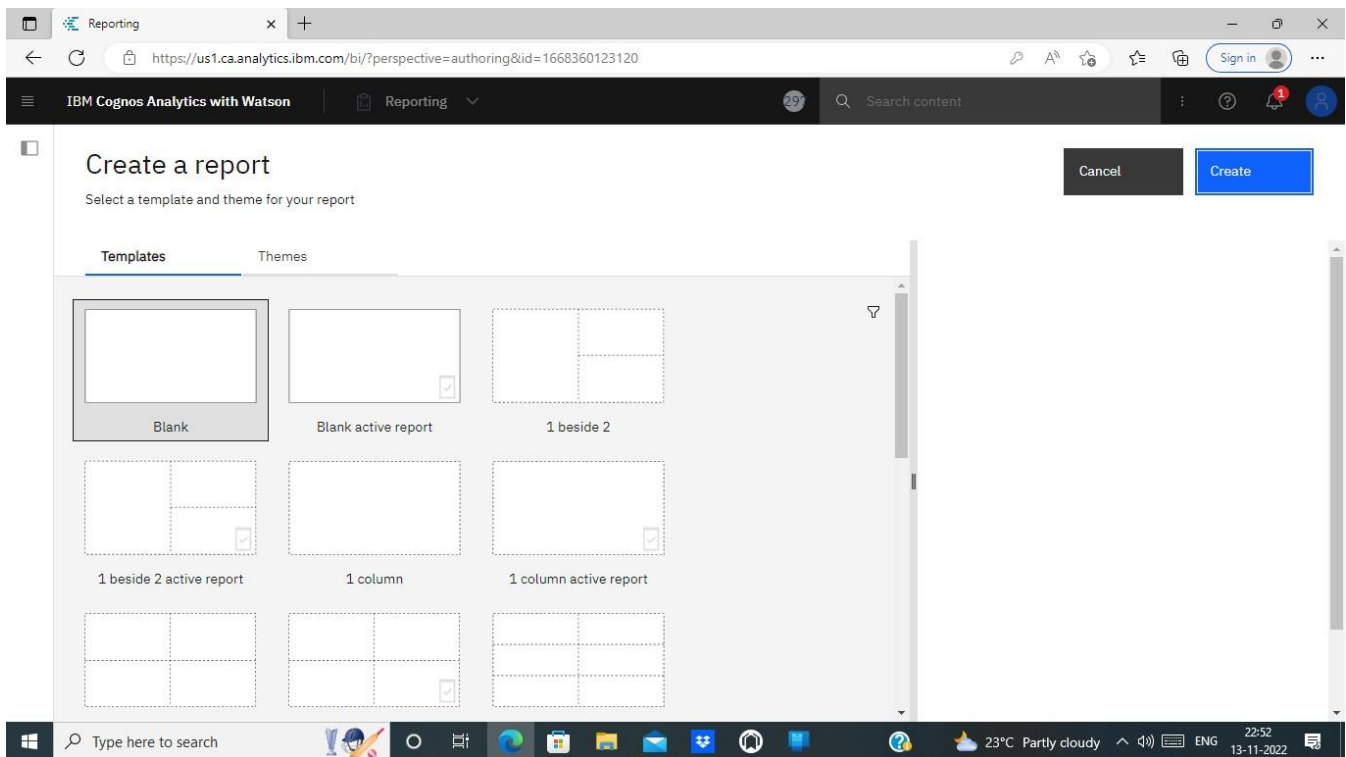 Reporting
https://us1.ca.analytics.ibm.com/bi/?perspective=authoring&id=1668360123120
Sign in
IBM Cognos Analytics with Watson
Reporting
29
Search content
1
Create a report
Cancel
Create
Select a template and theme for your report
Templates
Themes
Blank
Blank active report
1 beside 2
1 beside 2 active report
1 column
1 column active report
Type here to search
23°C Partly cloudy
ENG
22:52
13-11-2022